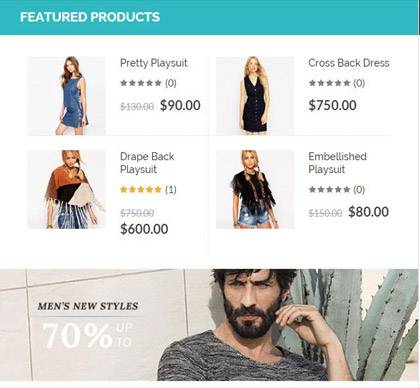 FEATURED PRODUCTS
Pretty Playsuit
(0)
$130.00 $90.00
Cross Back Dress
(0)
$750.00
Drape Back
Playsuit
(1)
$750.00
$600.00
Embellished
Playsuit
(0)
$150.00 $80.00
MEN'S NEW STYLES
70% UP
TO